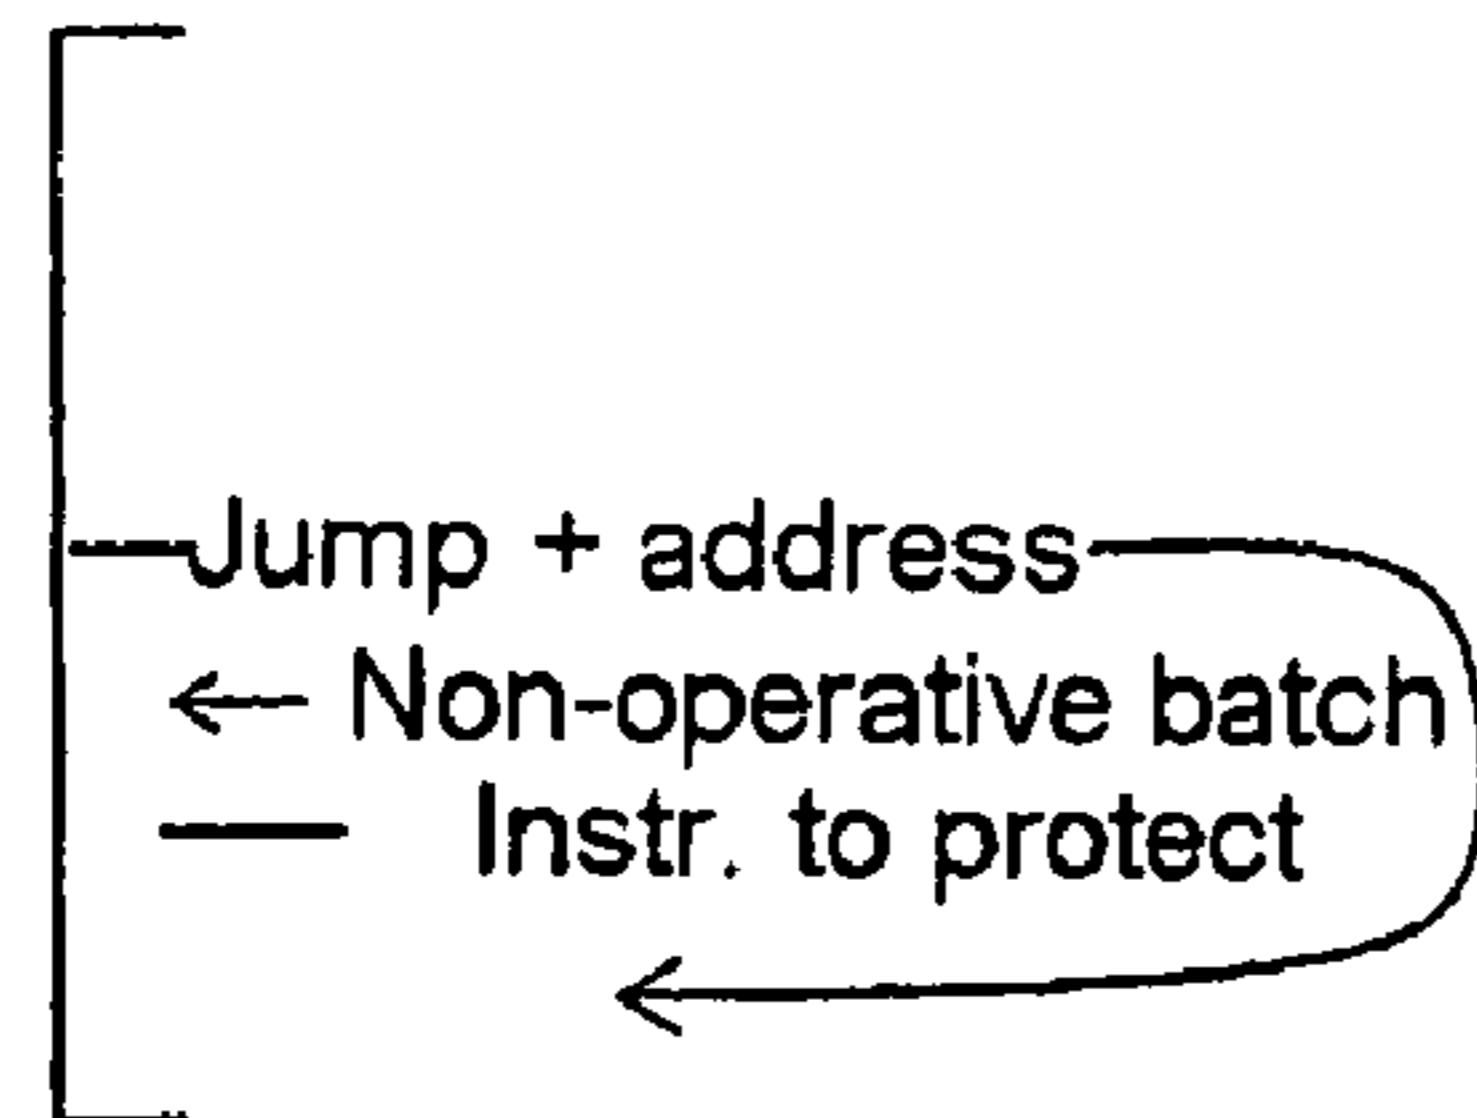 Jump + address
Non-operative batch
Instr. to protect